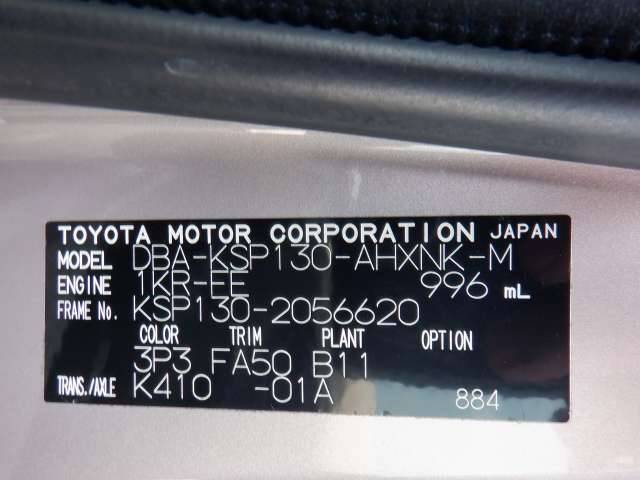 TOYOTA MOTOR CORPORATION JAPAN
MODEL DBA-KSP130-AHXNK-M
ENGINE 1KR-EE 996 mL
FRAME No. KSP130-2056620
COLOR TRIM PLANT OPTION
3P3 FA50 B11
TRANS./AXLE K410 -01A
884